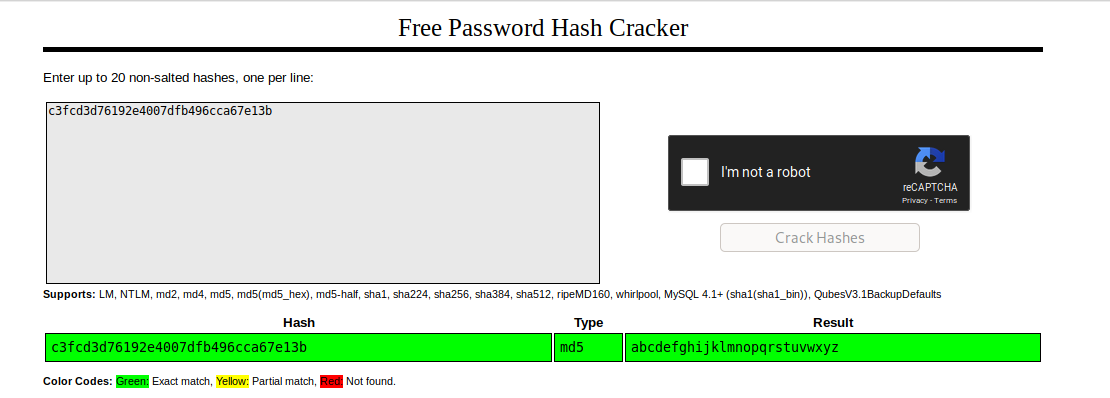 Free Password Hash Cracker
Enter up to 20 non-salted hashes, one per line:
c3fcd3d76192e4007dfb496cca67e13b
I'm not a robot
reCAPTCHA
Privacy - Terms
Crack Hashes
Supports: LM, NTLM, md2, md4, md5, md5(md5_hex), md5-half, sha1, sha224, sha256, sha384, sha512, ripeMD160, whirlpool, MySQL 4.1+ (sha1(sha1_bin)), QubesV3.1BackupDefaults
Hash Type Result
c3fcd3d76192e4007dfb496cca67e13b md5 abcdefghijklmnopqrstuvwxyz
Color Codes: Green: Exact match, Yellow: Partial match, Red: Not found.